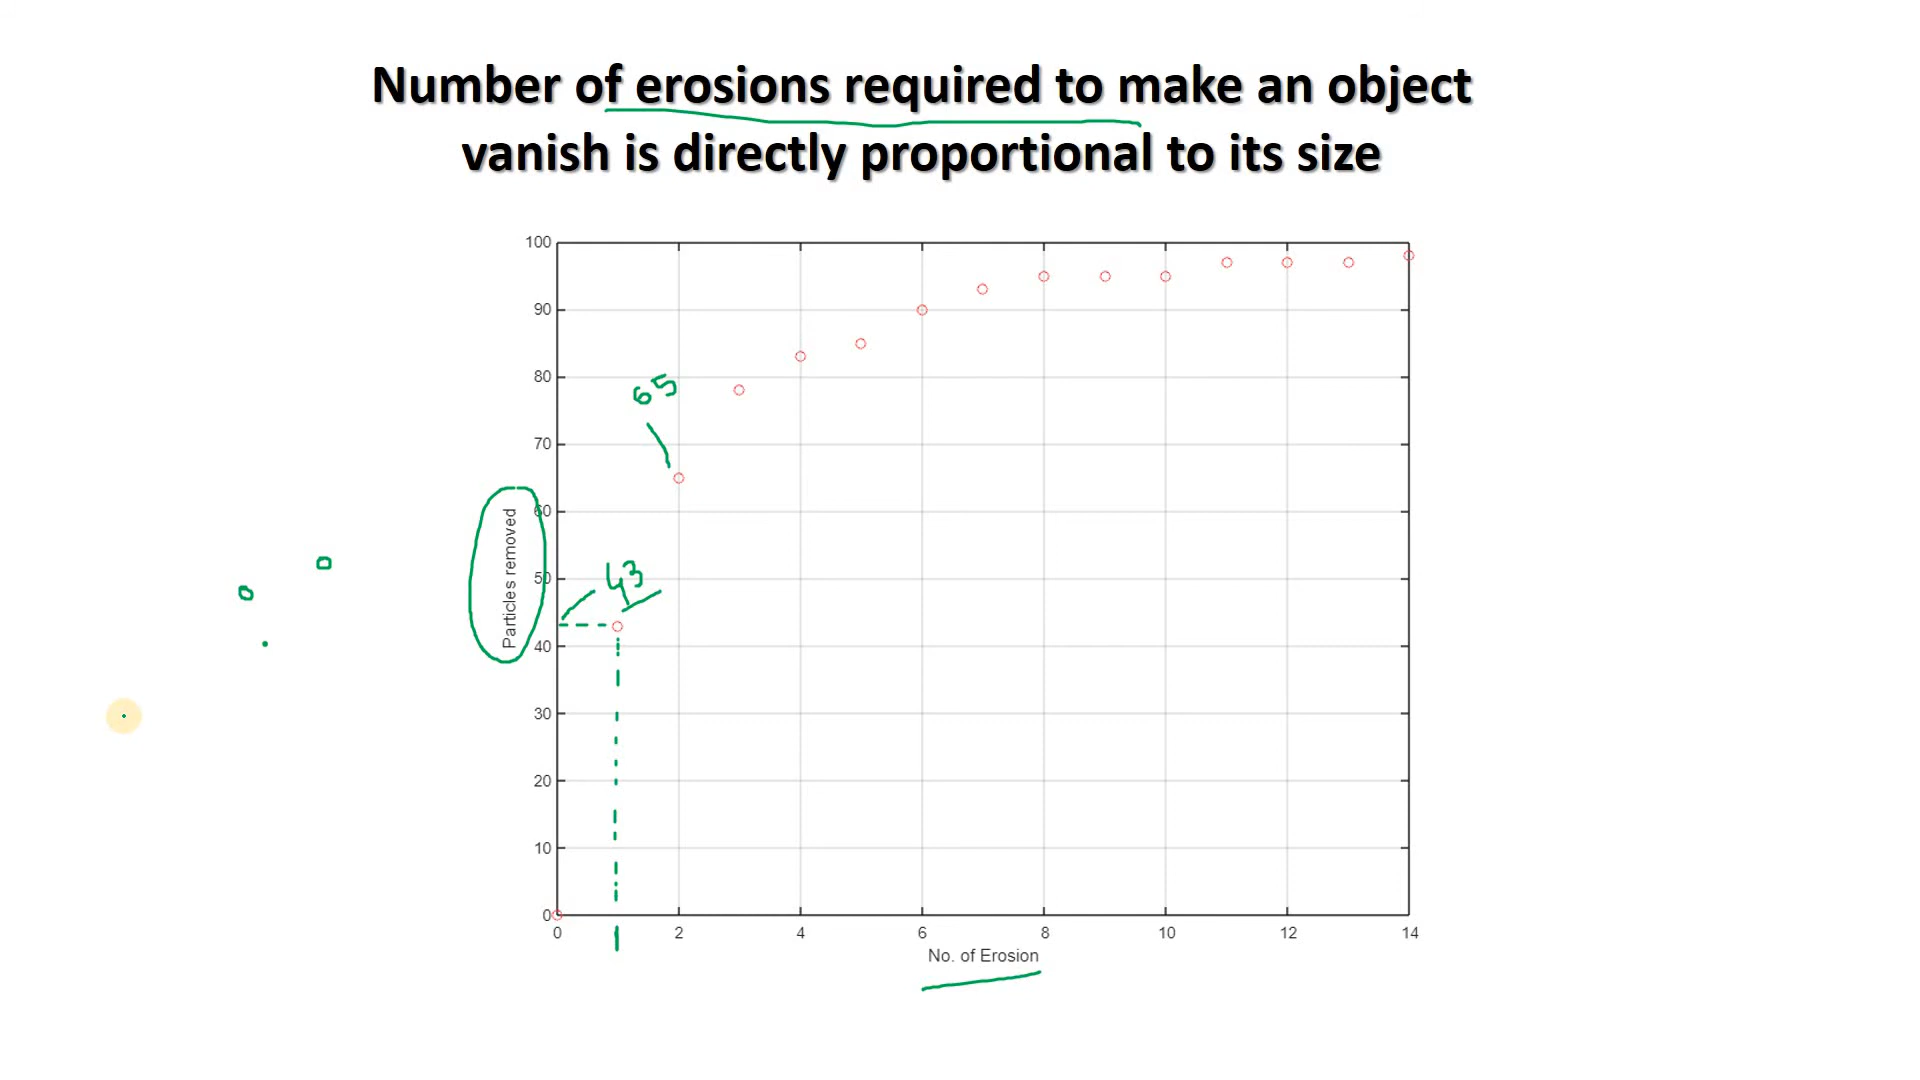 Number of erosions required to make an object
vanish is directly proportional to its size
100
90
80
70
60
50
40
30
20
10
0
Particles removed
65
43
0 2 4 6 8 10 12 14
No. of Erosion